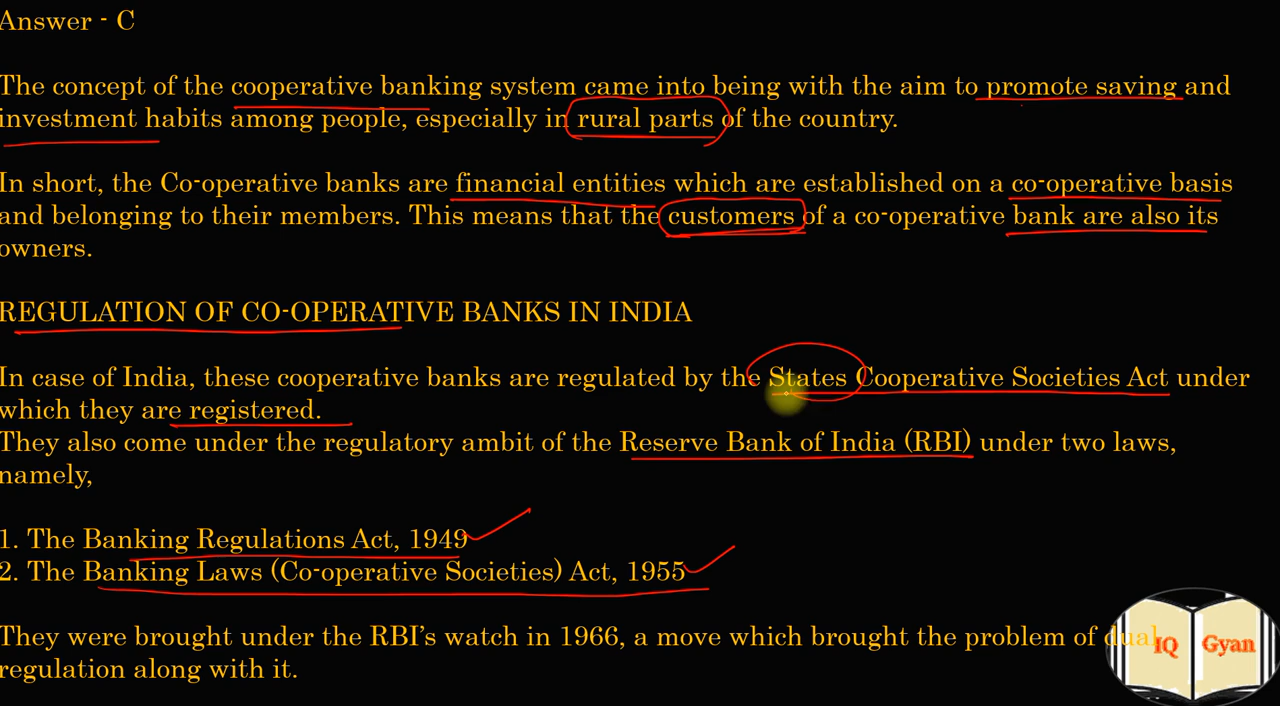 Answer - C
The concept of the cooperative banking system came into being with the aim to promote saving and
investment habits among people, especially in rural parts of the country.
In short, the Co-operative banks are financial entities which are established on a co-operative basis
and belonging to their members. This means that the customers of a co-operative bank are also its
owners.
REGULATION OF CO-OPERATIVE BANKS IN INDIA
In case of India, these cooperative banks are regulated by the States Cooperative Societies Act under
which they are registered.
They also come under the regulatory ambit of the Reserve Bank of India (RBI) under two laws,
namely,
1. The Banking Regulations Act, 1949
2. The Banking Laws (Co-operative Societies) Act, 1955
They were brought under the RBI's watch in 1966, a move which brought the problem of dual
regulation along with it.
IQ Gyan